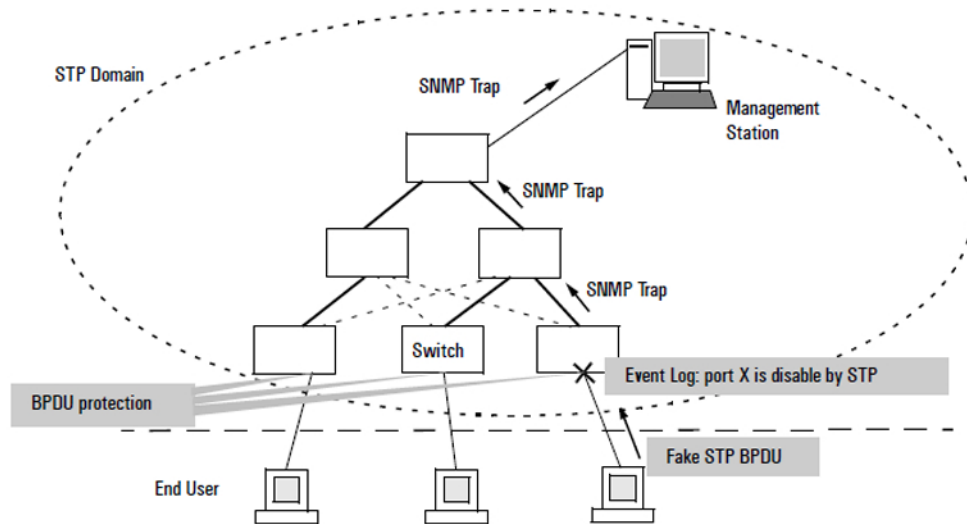 STP Domain
SNMP Trap
Management
Station
SNMP Trap
SNMP Trap
Switch
Event Log: port X is disable by STP
BPDU protection
Fake STP BPDU
End User